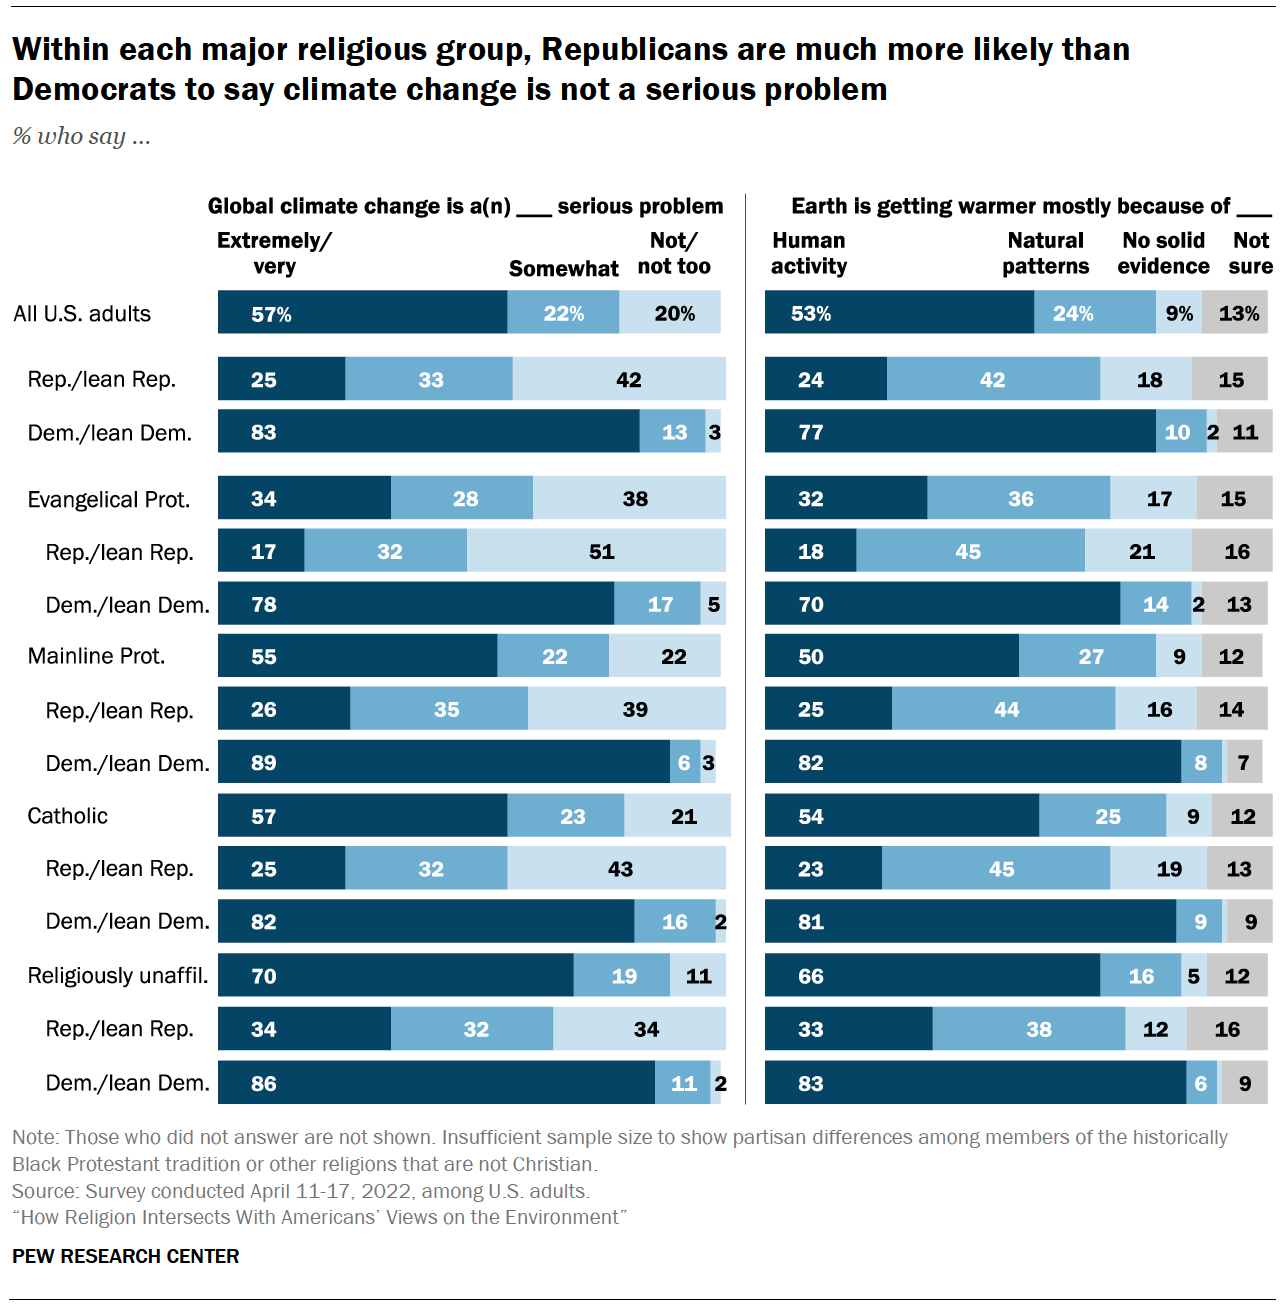 Within each major religious group, Republicans are much more likely than
Democrats to say climate change is not a serious problem
% who say ...
Global climate change is a(n) ___ serious problem
Earth is getting warmer mostly because of ___
Extremely/
very
Somewhat
Not/
not too
Human
activity
Natural
patterns
No solid
evidence
Not
sure
All U.S. adults 57% 22% 20% 53% 24% 9% 13%
Rep./lean Rep. 25 33 42 24 42 18 15
Dem./lean Dem. 83 13 3 77 10 2 11
Evangelical Prot. 34 28 38 32 36 17 15
Rep./lean Rep. 17 32 51 18 45 21 16
Dem./lean Dem. 78 17 5 70 14 2 13
Mainline Prot. 55 22 22 50 27 9 12
Rep./lean Rep. 26 35 39 25 44 16 14
Dem./lean Dem. 89 6 3 82 8 7
Catholic 57 23 21 54 25 9 12
Rep./lean Rep. 25 32 43 23 45 19 13
Dem./lean Dem. 82 16 2 81 9 9
Religiously unaffil. 70 19 11 66 16 5 12
Rep./lean Rep. 34 32 34 33 38 12 16
Dem./lean Dem. 86 11 2 83 6 9
Note: Those who did not answer are not shown. Insufficient sample size to show partisan differences among members of the historically
Black Protestant tradition or other religions that are not Christian.
Source: Survey conducted April 11-17, 2022, among U.S. adults.
“How Religion Intersects With Americans’ Views on the Environment”
PEW RESEARCH CENTER